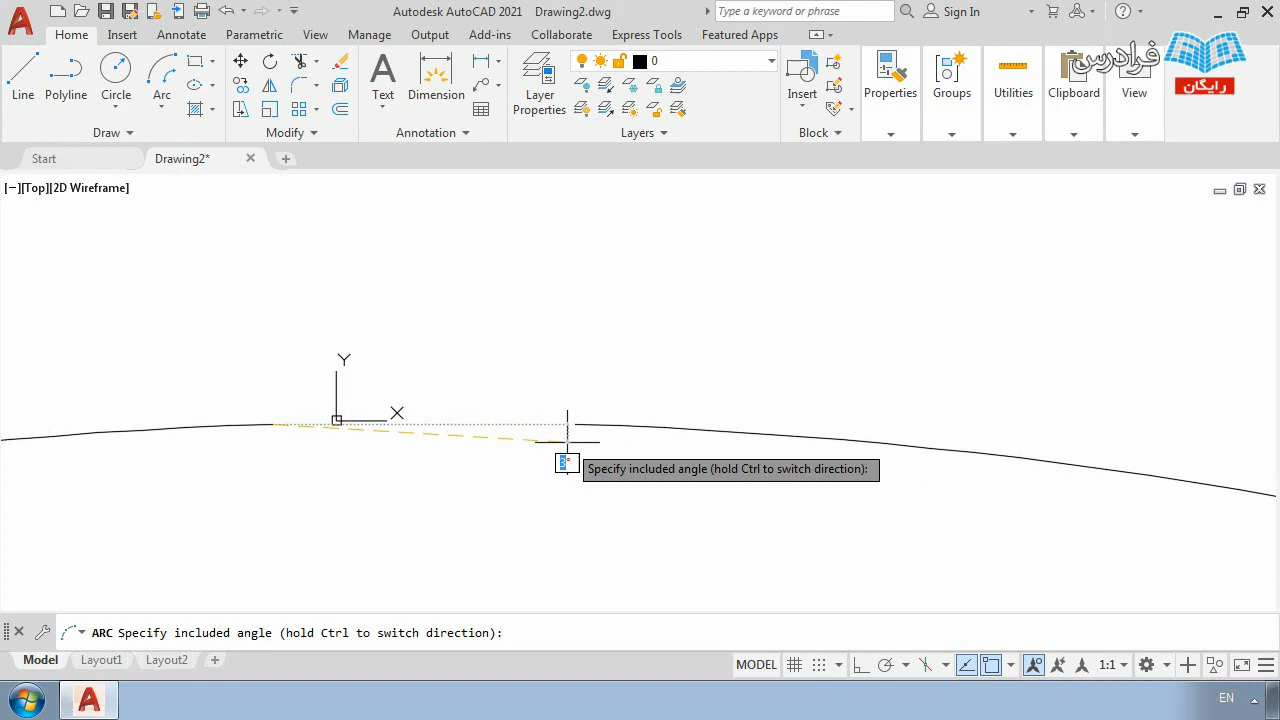 Autodesk AutoCAD 2021 Drawing2.dwg
Type a keyword or phrase
Sign In
Home Insert Annotate Parametric View Manage Output Add-ins Collaborate Express Tools Featured Apps
فرادرس
رایگان
Line Polyline Circle Arc
Text Dimension
Layer
Properties
0
Insert
Properties Groups Utilities Clipboard View
Draw Modify Annotation Layers Block
Start Drawing2*
[−][Top][2D Wireframe]
Y
X
3°
Specify included angle (hold Ctrl to switch direction):
ARC Specify included angle (hold Ctrl to switch direction):
Model Layout1 Layout2
MODEL 1:1
EN